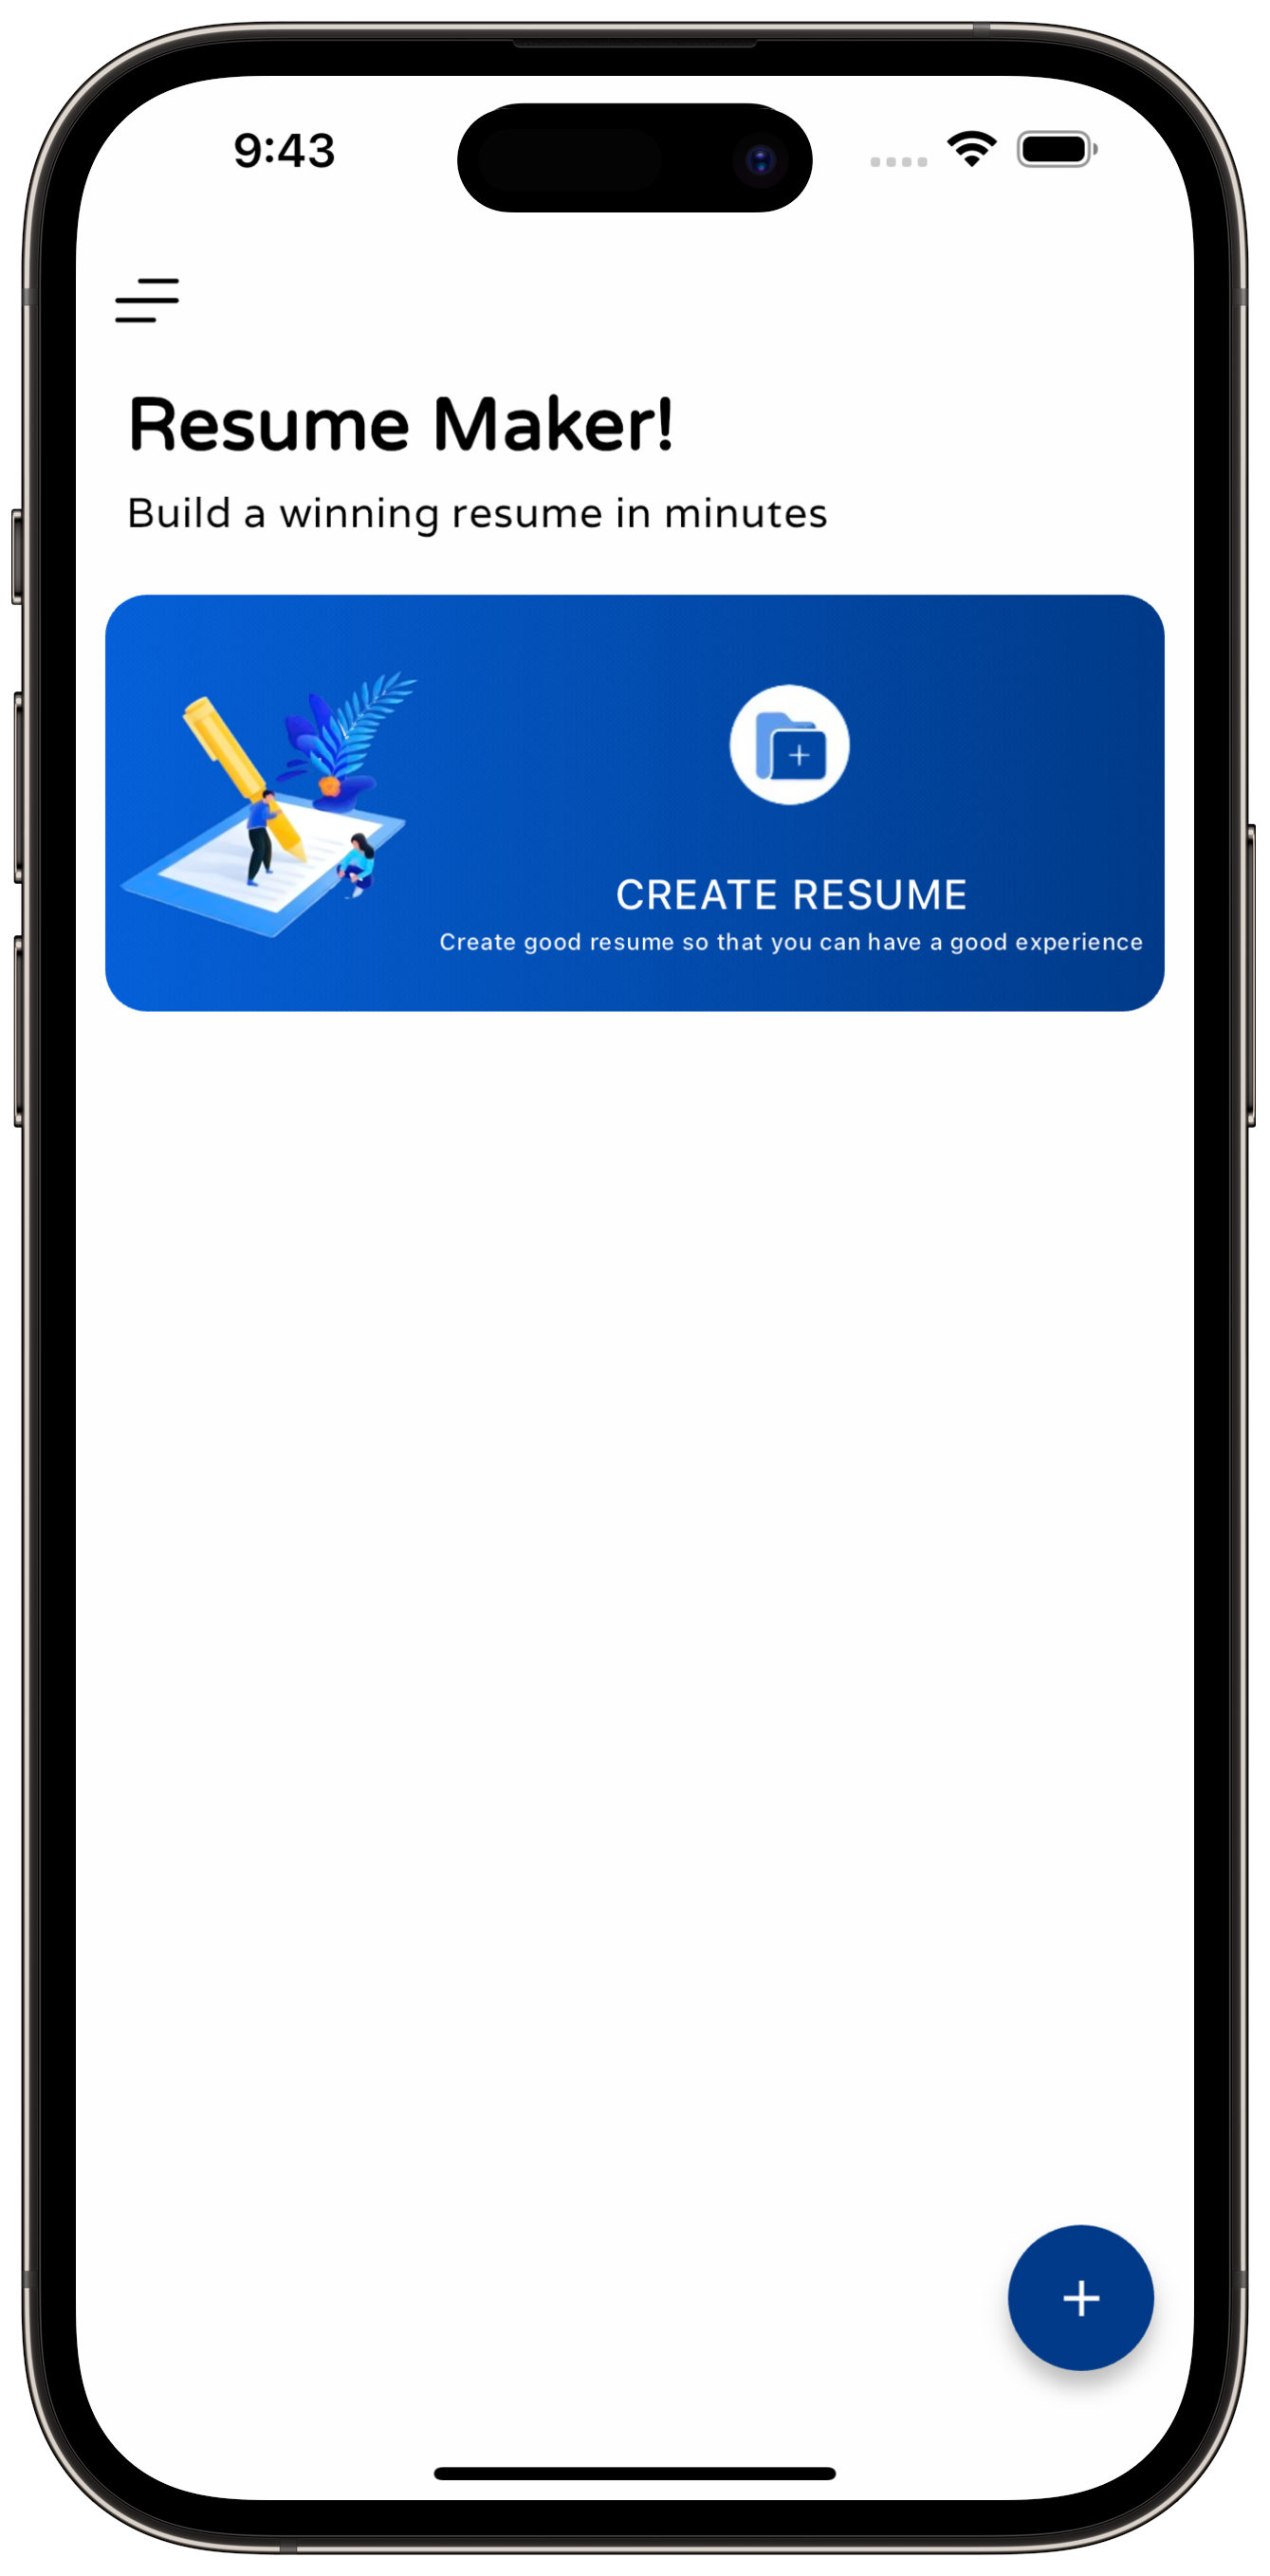 9:43
Resume Maker!
Build a winning resume in minutes
CREATE RESUME
Create good resume so that you can have a good experience